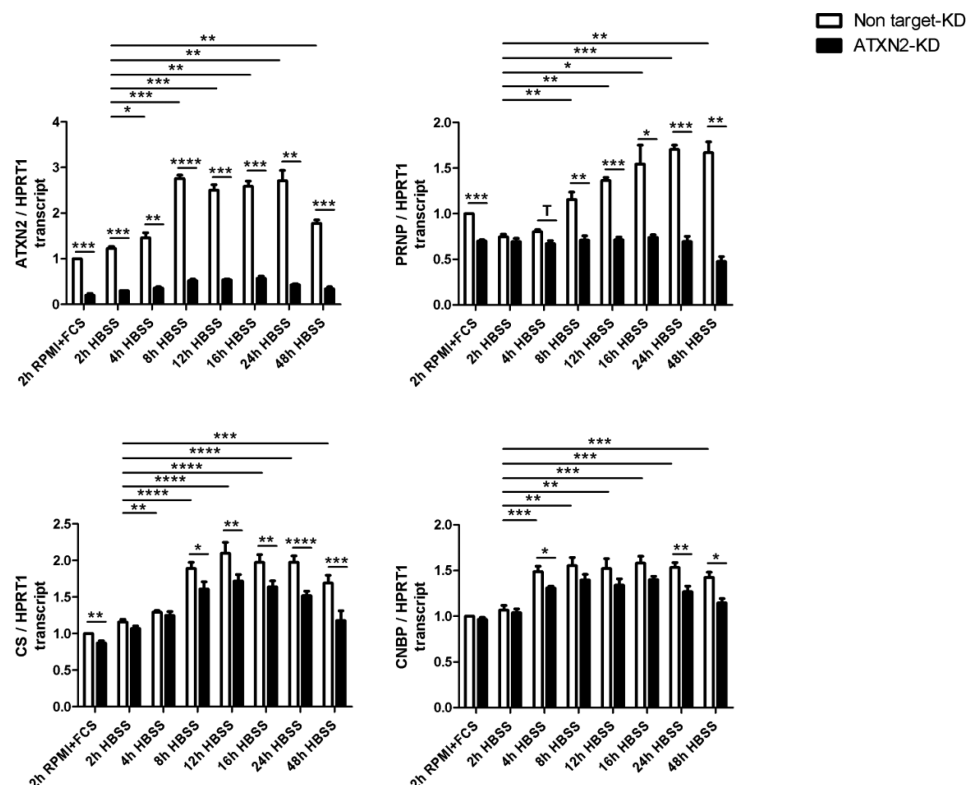 Non target-KD
ATXN2-KD
**
**
**
***
***
*
4
3
2
1
0
ATXN2 / HPRT1
transcript
***
***
**
****
***
***
**
***
2h RPMI+FCS
2h HBSS
4h HBSS
8h HBSS
12h HBSS
16h HBSS
24h HBSS
48h HBSS
**
***
*
**
**
2.0
1.5
1.0
0.5
0.0
PRNP / HPRT1
transcript
***
T
**
***
*
***
**
2h RPMI+FCS
2h HBSS
4h HBSS
8h HBSS
12h HBSS
16h HBSS
24h HBSS
48h HBSS
***
****
****
****
****
**
2.5
2.0
1.5
1.0
0.5
0.0
CS / HPRT1
transcript
**
*
**
**
****
***
2h RPMI+FCS
2h HBSS
4h HBSS
8h HBSS
12h HBSS
16h HBSS
24h HBSS
48h HBSS
***
***
***
**
**
***
2.0
1.5
1.0
0.5
0.0
CNBP / HPRT1
transcript
*
**
*
2h RPMI+FCS
2h HBSS
4h HBSS
8h HBSS
12h HBSS
16h HBSS
24h HBSS
48h HBSS